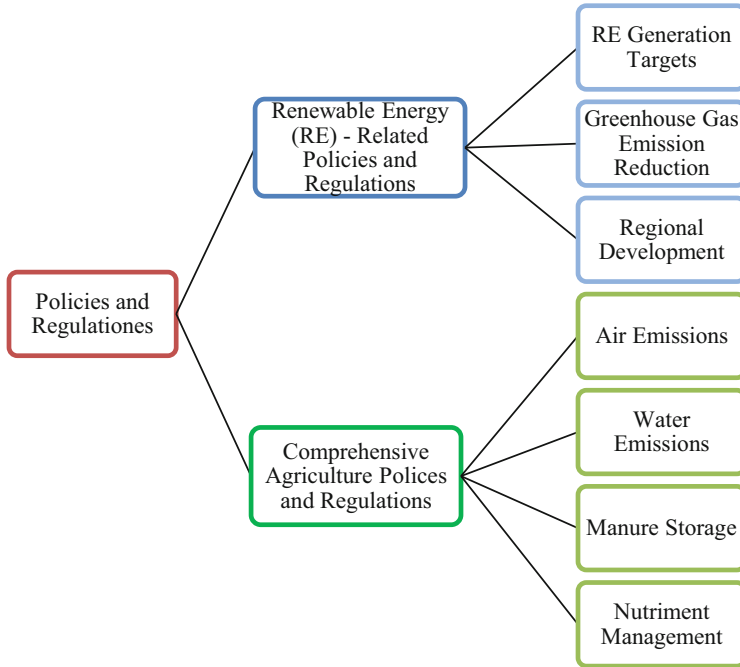 Policies and
Regulationes
Renewable Energy
(RE) - Related
Policies and
Regulations
RE Generation
Targets
Greenhouse Gas
Emission
Reduction
Regional
Development
Comprehensive
Agriculture Polices
and Regulations
Air Emissions
Water
Emissions
Manure Storage
Nutriment
Management